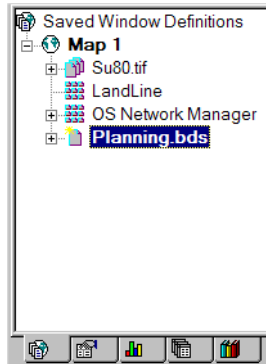 Saved Window Definitions
Map 1
Su80.tif
LandLine
OS Network Manager
Planning.bds